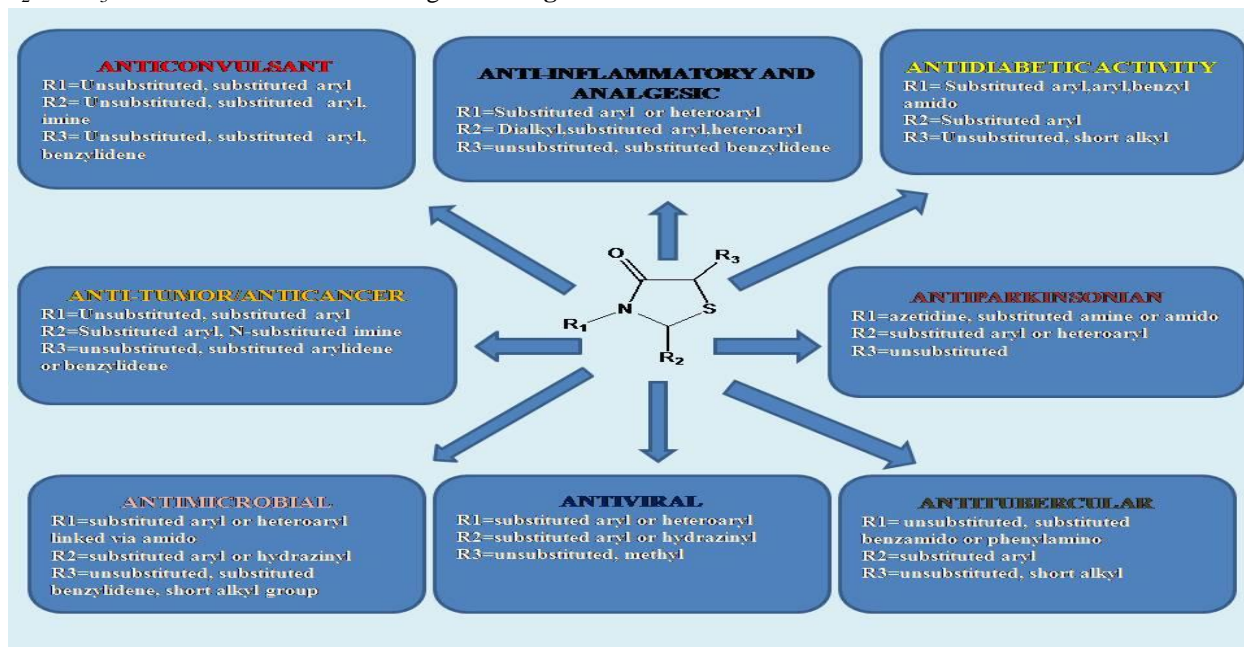 ANTICONVULSANT
R1=Unsubstituted, substituted aryl
R2= Unsubstituted, substituted aryl,
imine
R3= Unsubstituted, substituted aryl,
benzylidene
ANTI-INFLAMMATORY AND
ANALGESIC
R1=Substituted aryl or heteroaryl
R2= Dialkyl,substituted aryl,heteroaryl
R3=unsubstituted, substituted benzylidene
ANTIDIABETIC ACTIVITY
R1= Substituted aryl,aryl,benzyl
amido
R2=Substituted aryl
R3=Unsubstituted, short alkyl
ANTI-TUMOR/ANTICANCER
R1=Unsubstituted, substituted aryl
R2=Substituted aryl, N-substituted imine
R3=unsubstituted, substituted arylidene
or benzylidene
O
R3
N
S
R1
R2
ANTIPARKINSONIAN
R1=azetidine, substituted amine or amido
R2=substituted aryl or heteroaryl
R3=unsubstituted
ANTIMICROBIAL
R1=substituted aryl or heteroaryl
linked via amido
R2=substituted aryl or hydrazinyl
R3=unsubstituted, substituted
benzylidene, short alkyl group
ANTIVIRAL
R1=substituted aryl or heteroaryl
R2=substituted aryl or hydrazinyl
R3=unsubstituted, methyl
ANTITUBERCULAR
R1= unsubstituted, substituted
benzamido or phenylamino
R2=substituted aryl
R3=unsubstituted, short alkyl